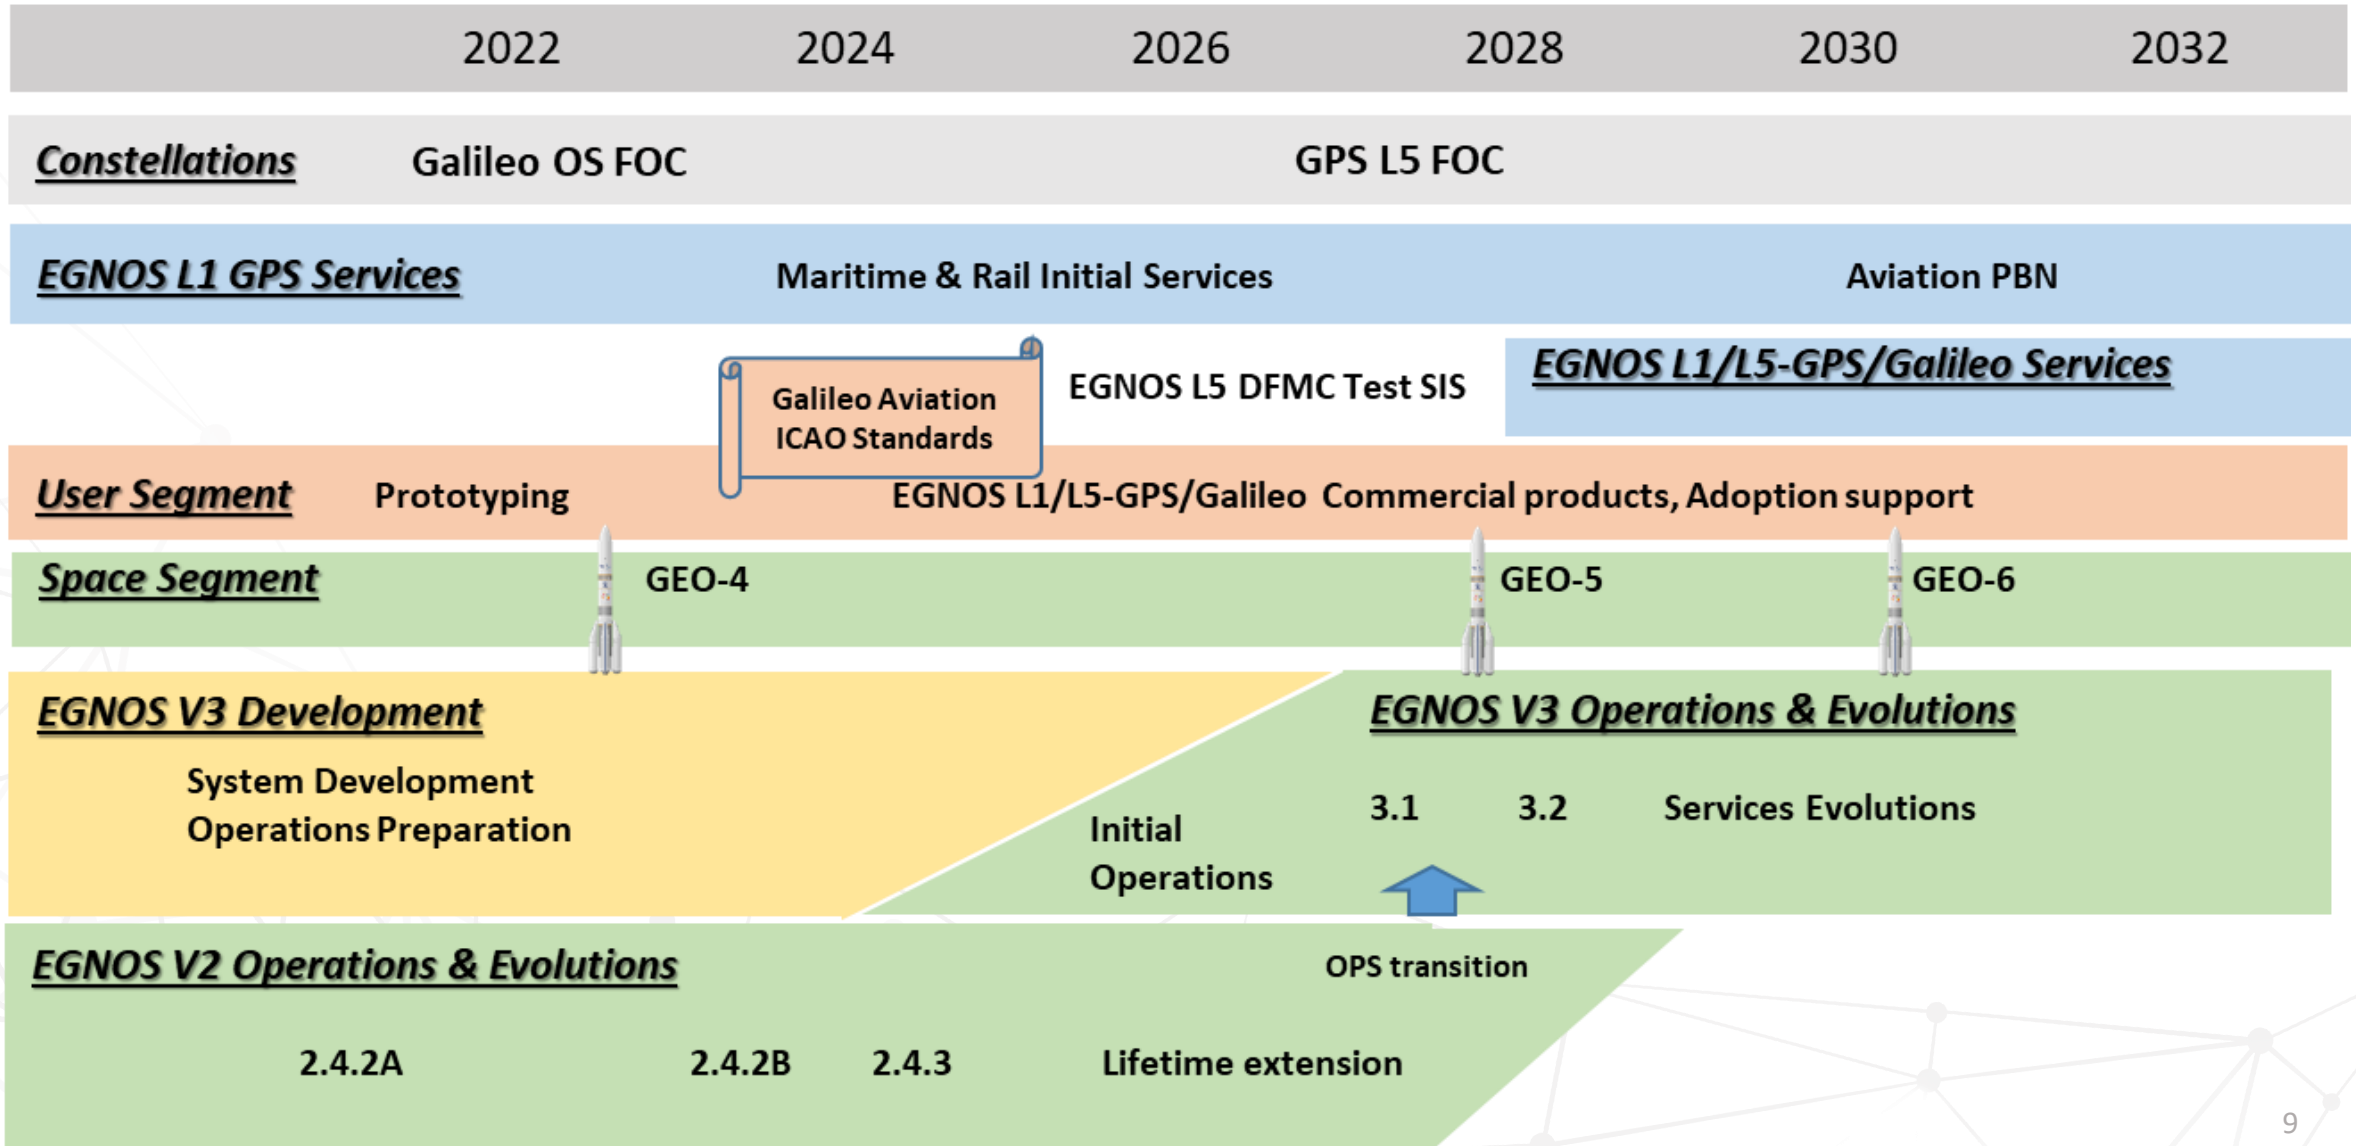 2022 2024 2026 2028 2030 2032
Constellations Galileo OS FOC GPS L5 FOC
EGNOS L1 GPS Services Maritime & Rail Initial Services Aviation PBN
Galileo Aviation
ICAO Standards
EGNOS L5 DFMC Test SIS
EGNOS L1/L5-GPS/Galileo Services
User Segment Prototyping EGNOS L1/L5-GPS/Galileo Commercial products, Adoption support
Space Segment GEO-4 GEO-5 GEO-6
EGNOS V3 Development
System Development
Operations Preparation
EGNOS V3 Operations & Evolutions
Initial
Operations
3.1 3.2 Services Evolutions
EGNOS V2 Operations & Evolutions
OPS transition
2.4.2A 2.4.2B 2.4.3 Lifetime extension
9